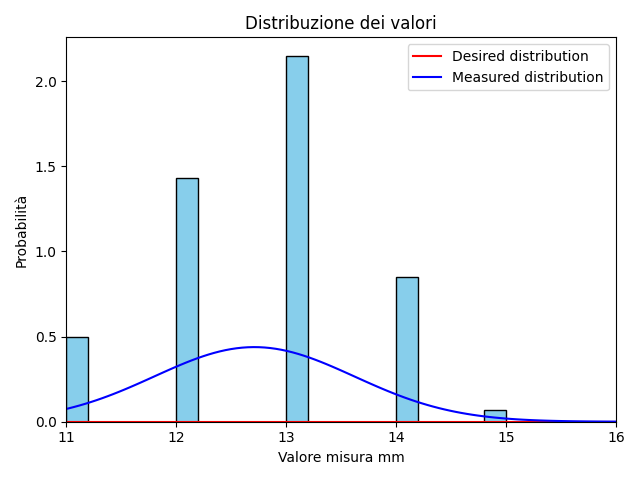 Distribuzione dei valori
Desired distribution
Measured distribution
Probabilità
2.0
1.5
1.0
0.5
0.0
11 12 13 14 15 16
Valore misura mm